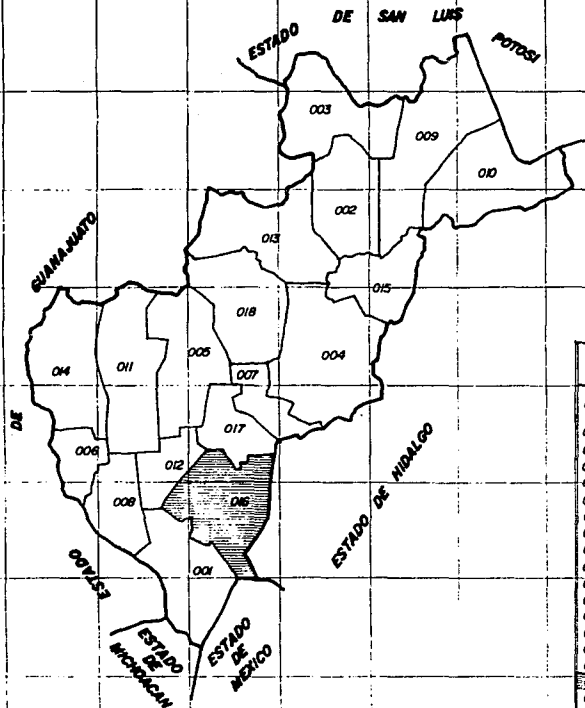 DE SAN LUIS POTOSI
ESTADO
003
009
010
002
013
GUANAJUATO
015
018
005
004
014
011
007
DE
017
006
012
ESTADO DE HIDALGO
016
008
ESTADO
001
ESTADO
DE
MICHOACAN
ESTADO
DE
MEXICO